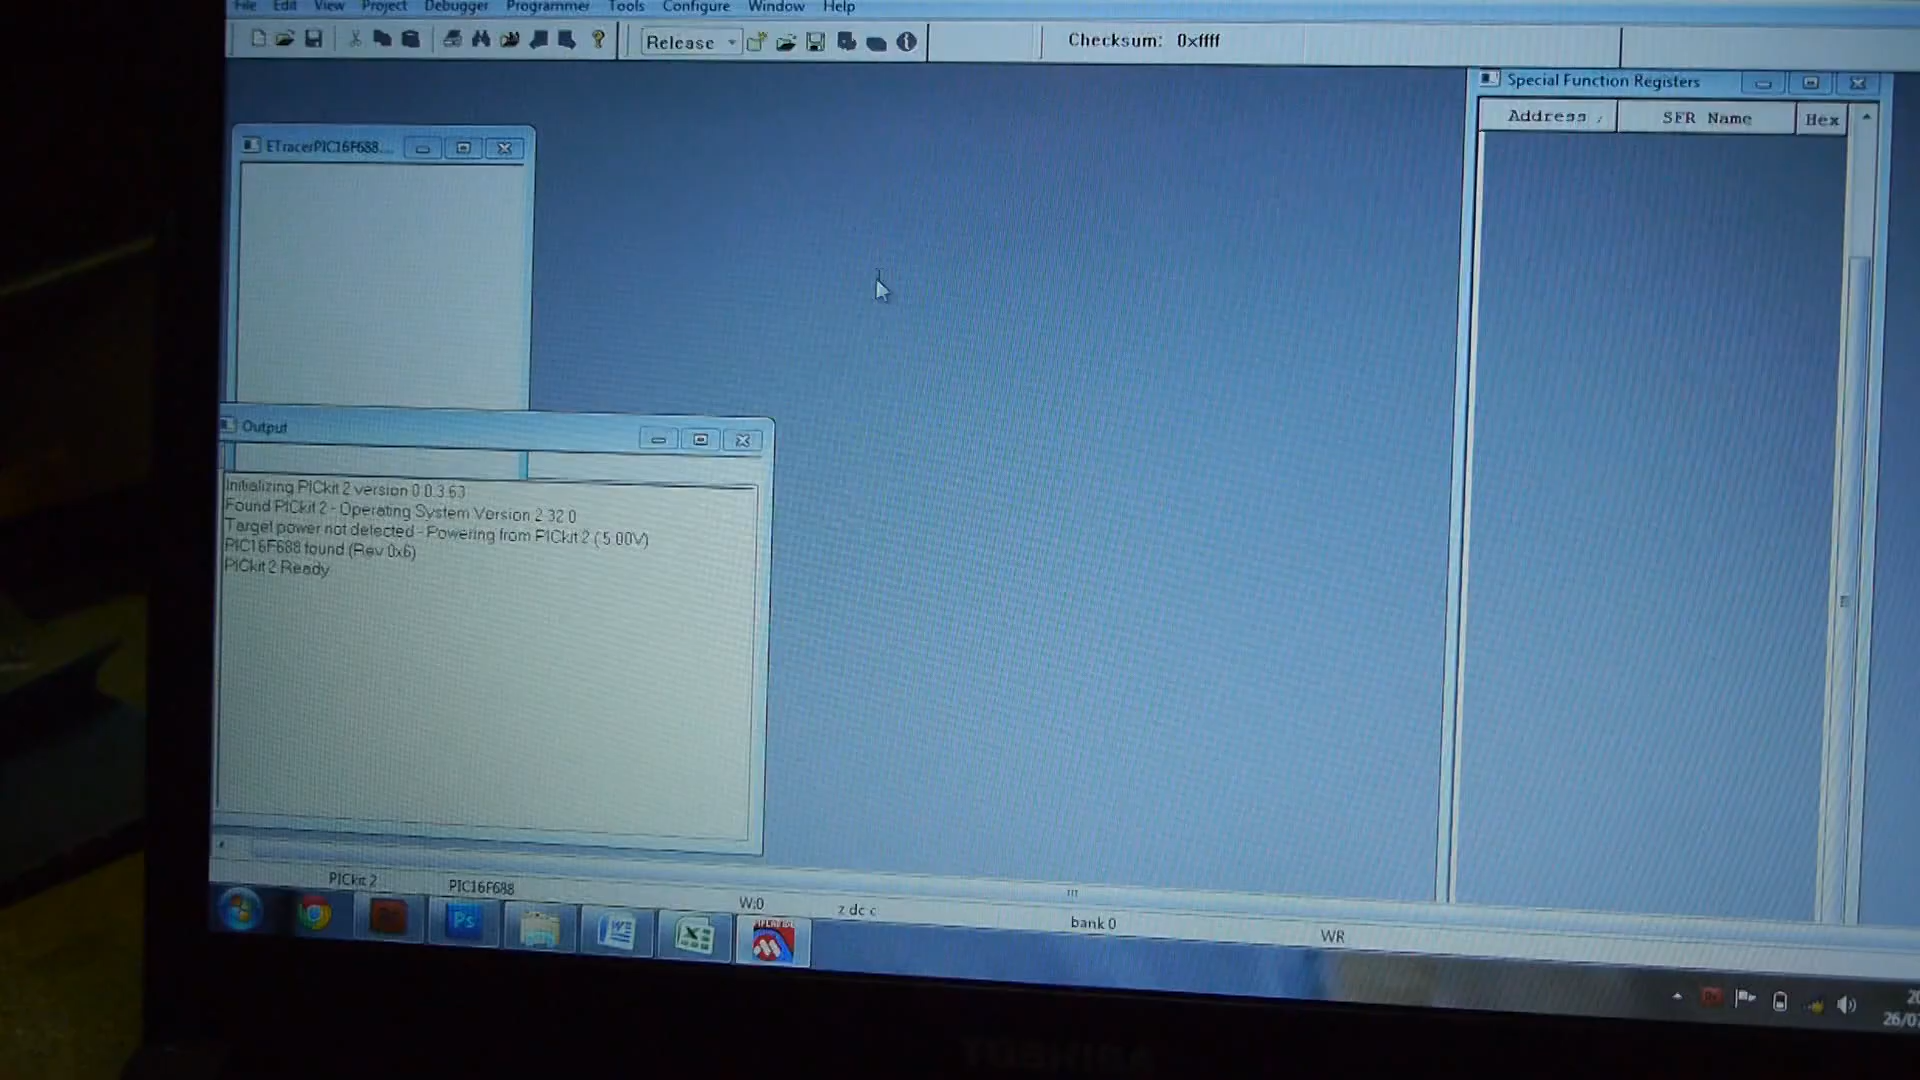 File Edit View Project Debugger Programmer Tools Configure Window Help
Release
Checksum: 0xffff
Special Function Registers
Address SFR Name Hex
ETracerPIC16F688....
Output
Initializing PICkit 2 version 0.0.3.63
Found PICkit 2 - Operating System Version 2.32.0
Target power not detected - Powering from PICkit 2 ( 5.00V)
PIC16F688 found (Rev 0x6)
PICkit 2 Ready
PICkit 2 PIC16F688 W:0 z dc c bank 0 WR
Ps
TOSHIBA